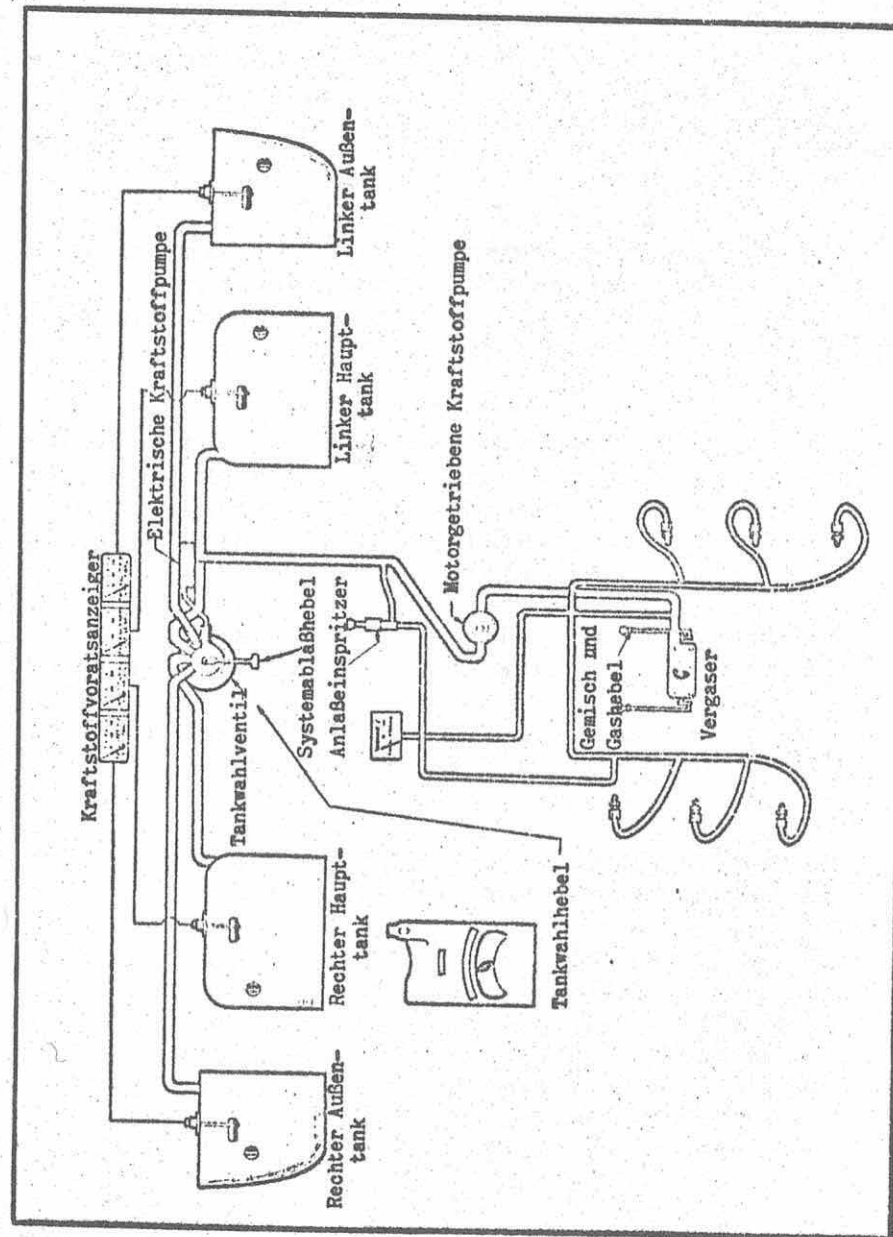 Kraftstoffvoratsanzeiger
Elektrische Kraftstoffpumpe
Linker Außen-
tank
Linker Haupt-
tank
Tankwahlventil
Systemablaßhebel
Anlaßeinspritzer
Motorgetriebene Kraftstoffpumpe
Rechter Haupt-
tank
Rechter Außen-
tank
Tankwahlhebel
Gemisch und
Gashebel
Vergaser
C